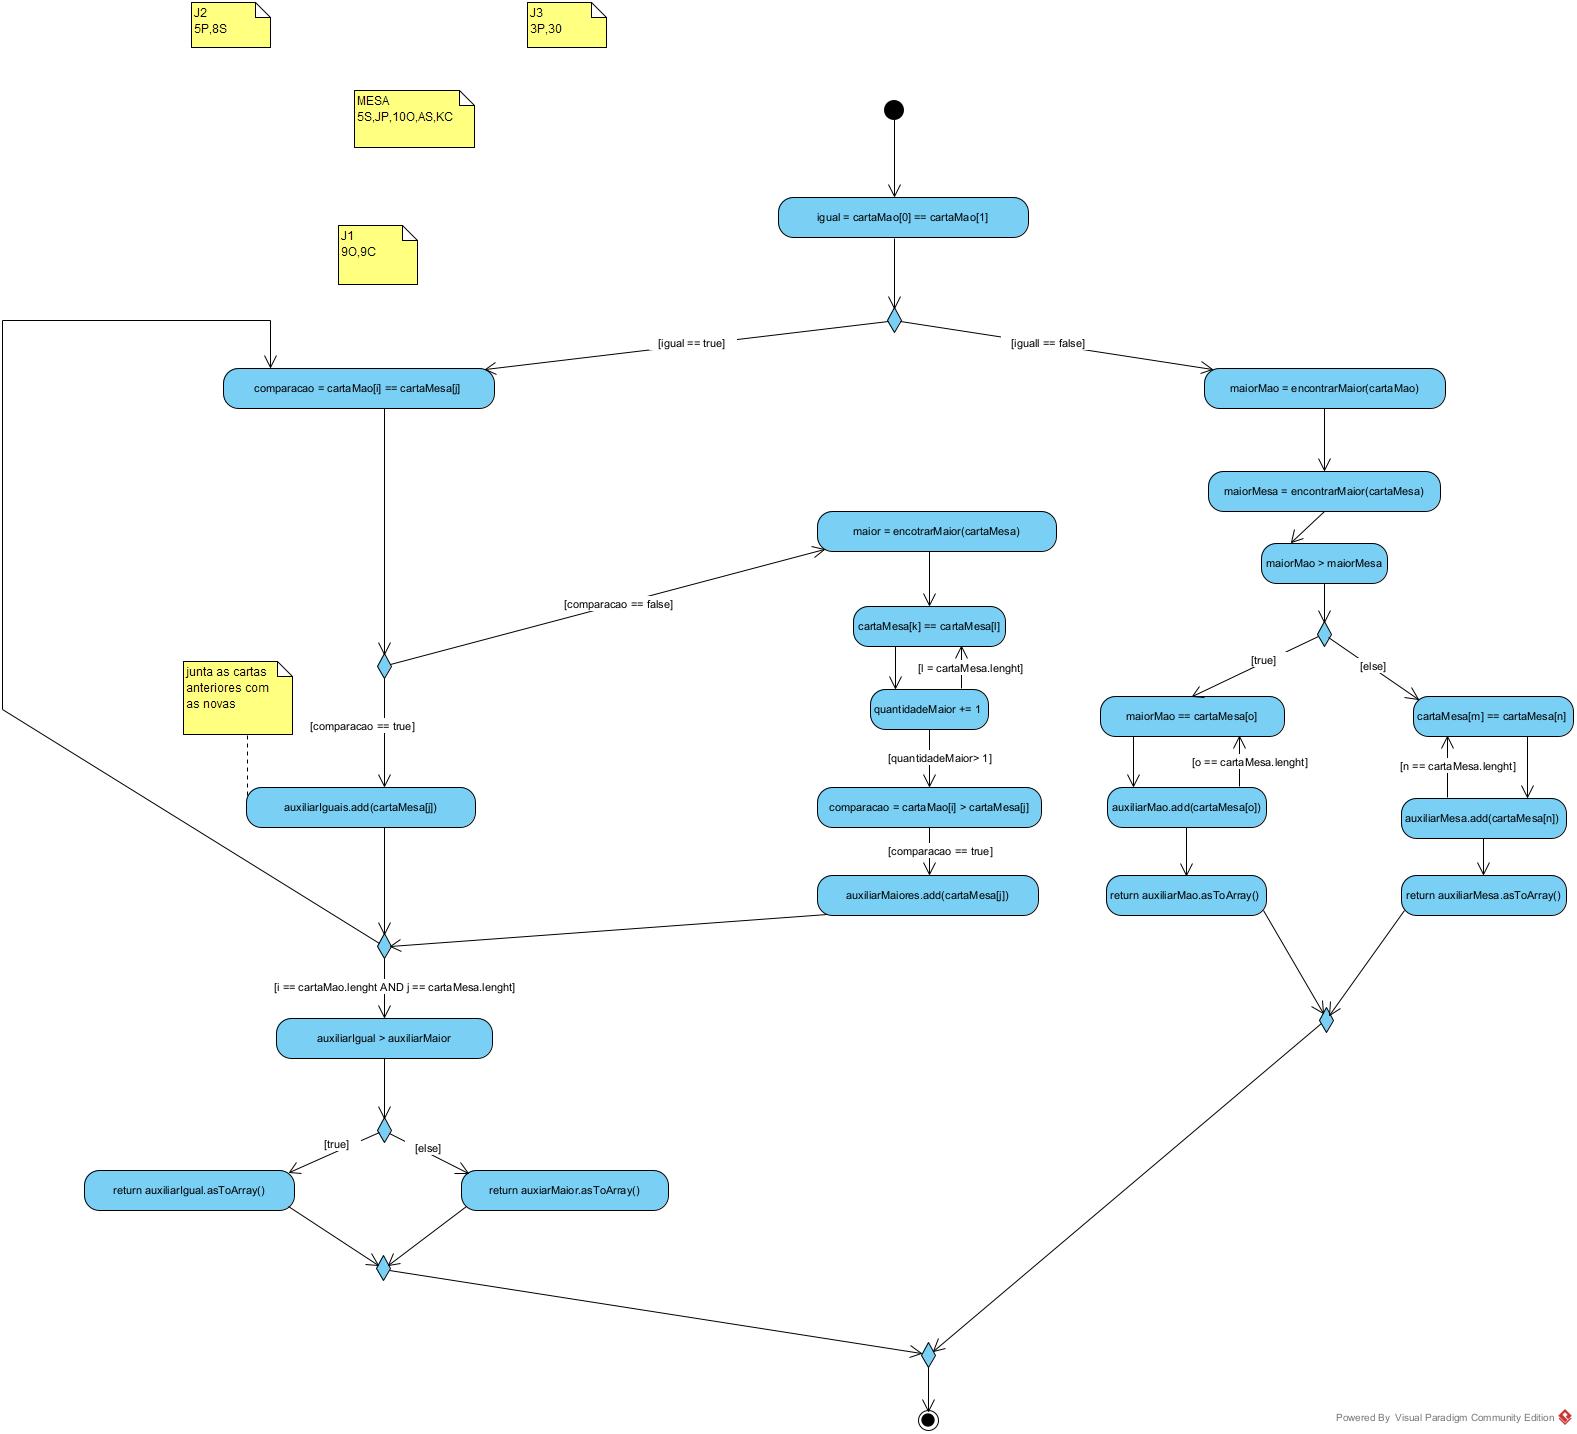 J2
5P,8S
J3
3P,30
MESA
5S,JP,10O,AS,KC
J1
9O,9C
igual = cartaMao[0] == cartaMao[1]
[igual == true]
[iguall == false]
comparacao = cartaMao[i] == cartaMesa[j]
maiorMao = encontrarMaior(cartaMao)
maiorMesa = encontrarMaior(cartaMesa)
maior = encotrarMaior(cartaMesa)
maiorMao > maiorMesa
[comparacao == false]
cartaMesa[k] == cartaMesa[l]
[l = cartaMesa.lenght]
[true]
[else]
junta as cartas
anteriores com
as novas
quantidadeMaior += 1
maiorMao == cartaMesa[o]
cartaMesa[m] == cartaMesa[n]
[comparacao == true]
[quantidadeMaior> 1]
[o == cartaMesa.lenght]
[n == cartaMesa.lenght]
auxiliarIguais.add(cartaMesa[j])
comparacao = cartaMao[i] > cartaMesa[j]
auxiliarMao.add(cartaMesa[o])
auxiliarMesa.add(cartaMesa[n])
[comparacao == true]
auxiliarMaiores.add(cartaMesa[j])
return auxiliarMao.asToArray()
return auxiliarMesa.asToArray()
[i == cartaMao.lenght AND j == cartaMesa.lenght]
auxiliarIgual > auxiliarMaior
[true]
[else]
return auxiliarIgual.asToArray()
return auxiarMaior.asToArray()
Powered By Visual Paradigm Community Edition